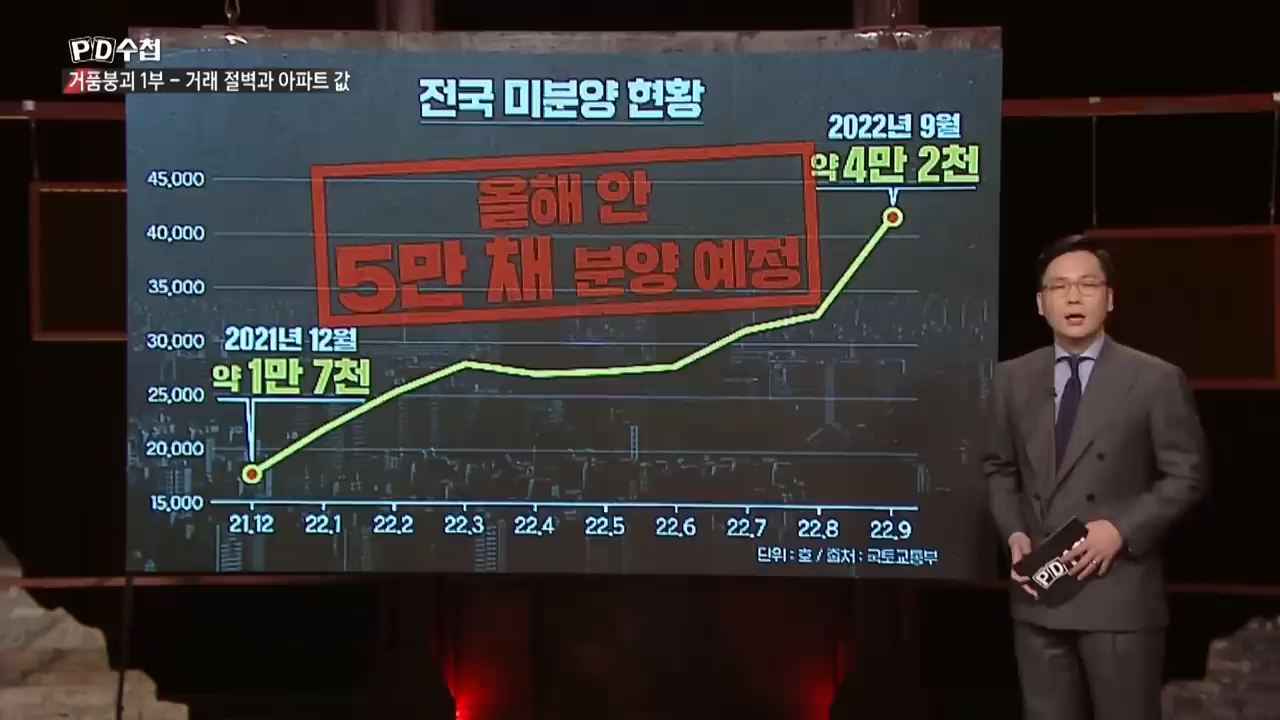 PD수첩
거품붕괴 1부 - 거래 절벽과 아파트 값
전국 미분양 현황
2022년 9월
약 4만 2천
올해 안
5만 채 분양 예정
2021년 12월
약 1만 7천
45,000
40,000
35,000
30,000
25,000
20,000
15,000
21.12 22.1 22.2 22.3 22.4 22.5 22.6 22.7 22.8 22.9
단위 : 호 / 출처 : 국토교통부
PD